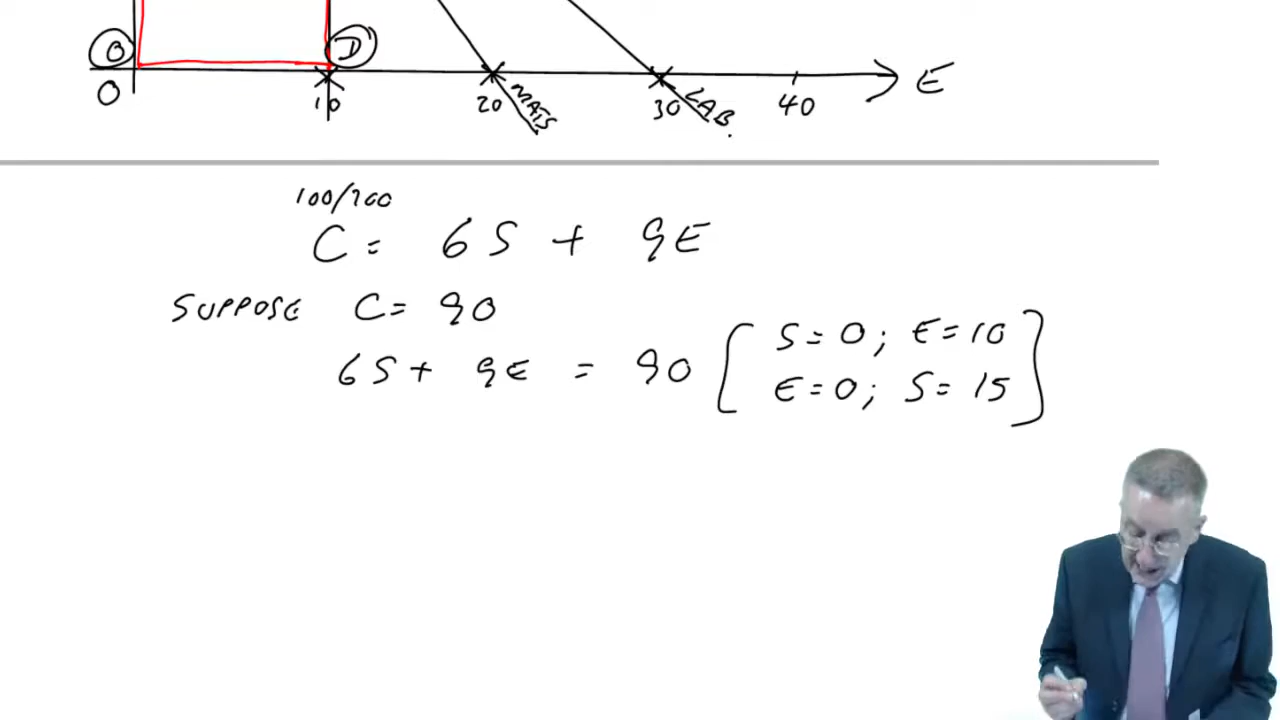 O D
0 10 20 MATS 30 LAB. 40 E
100/200
C = 6S + 9E
SUPPOSE C = 90
6S + 9E = 90 [ S = 0; E = 10
E = 0; S = 15 ]